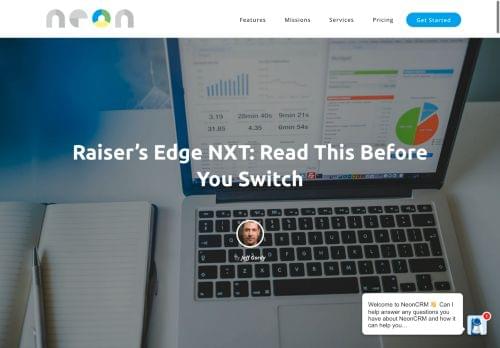 neon
Features
Missions
Services
Pricing
Get Started
3.19
28min 40s
9min 21s
31.85
4.35
6min 54s
Raiser's Edge NXT: Read This Before
You Switch
By Jeff Gordy
Welcome to NeonCRM 👋 Can I
help answer any questions you
have about NeonCRM and how it
can help you...
1